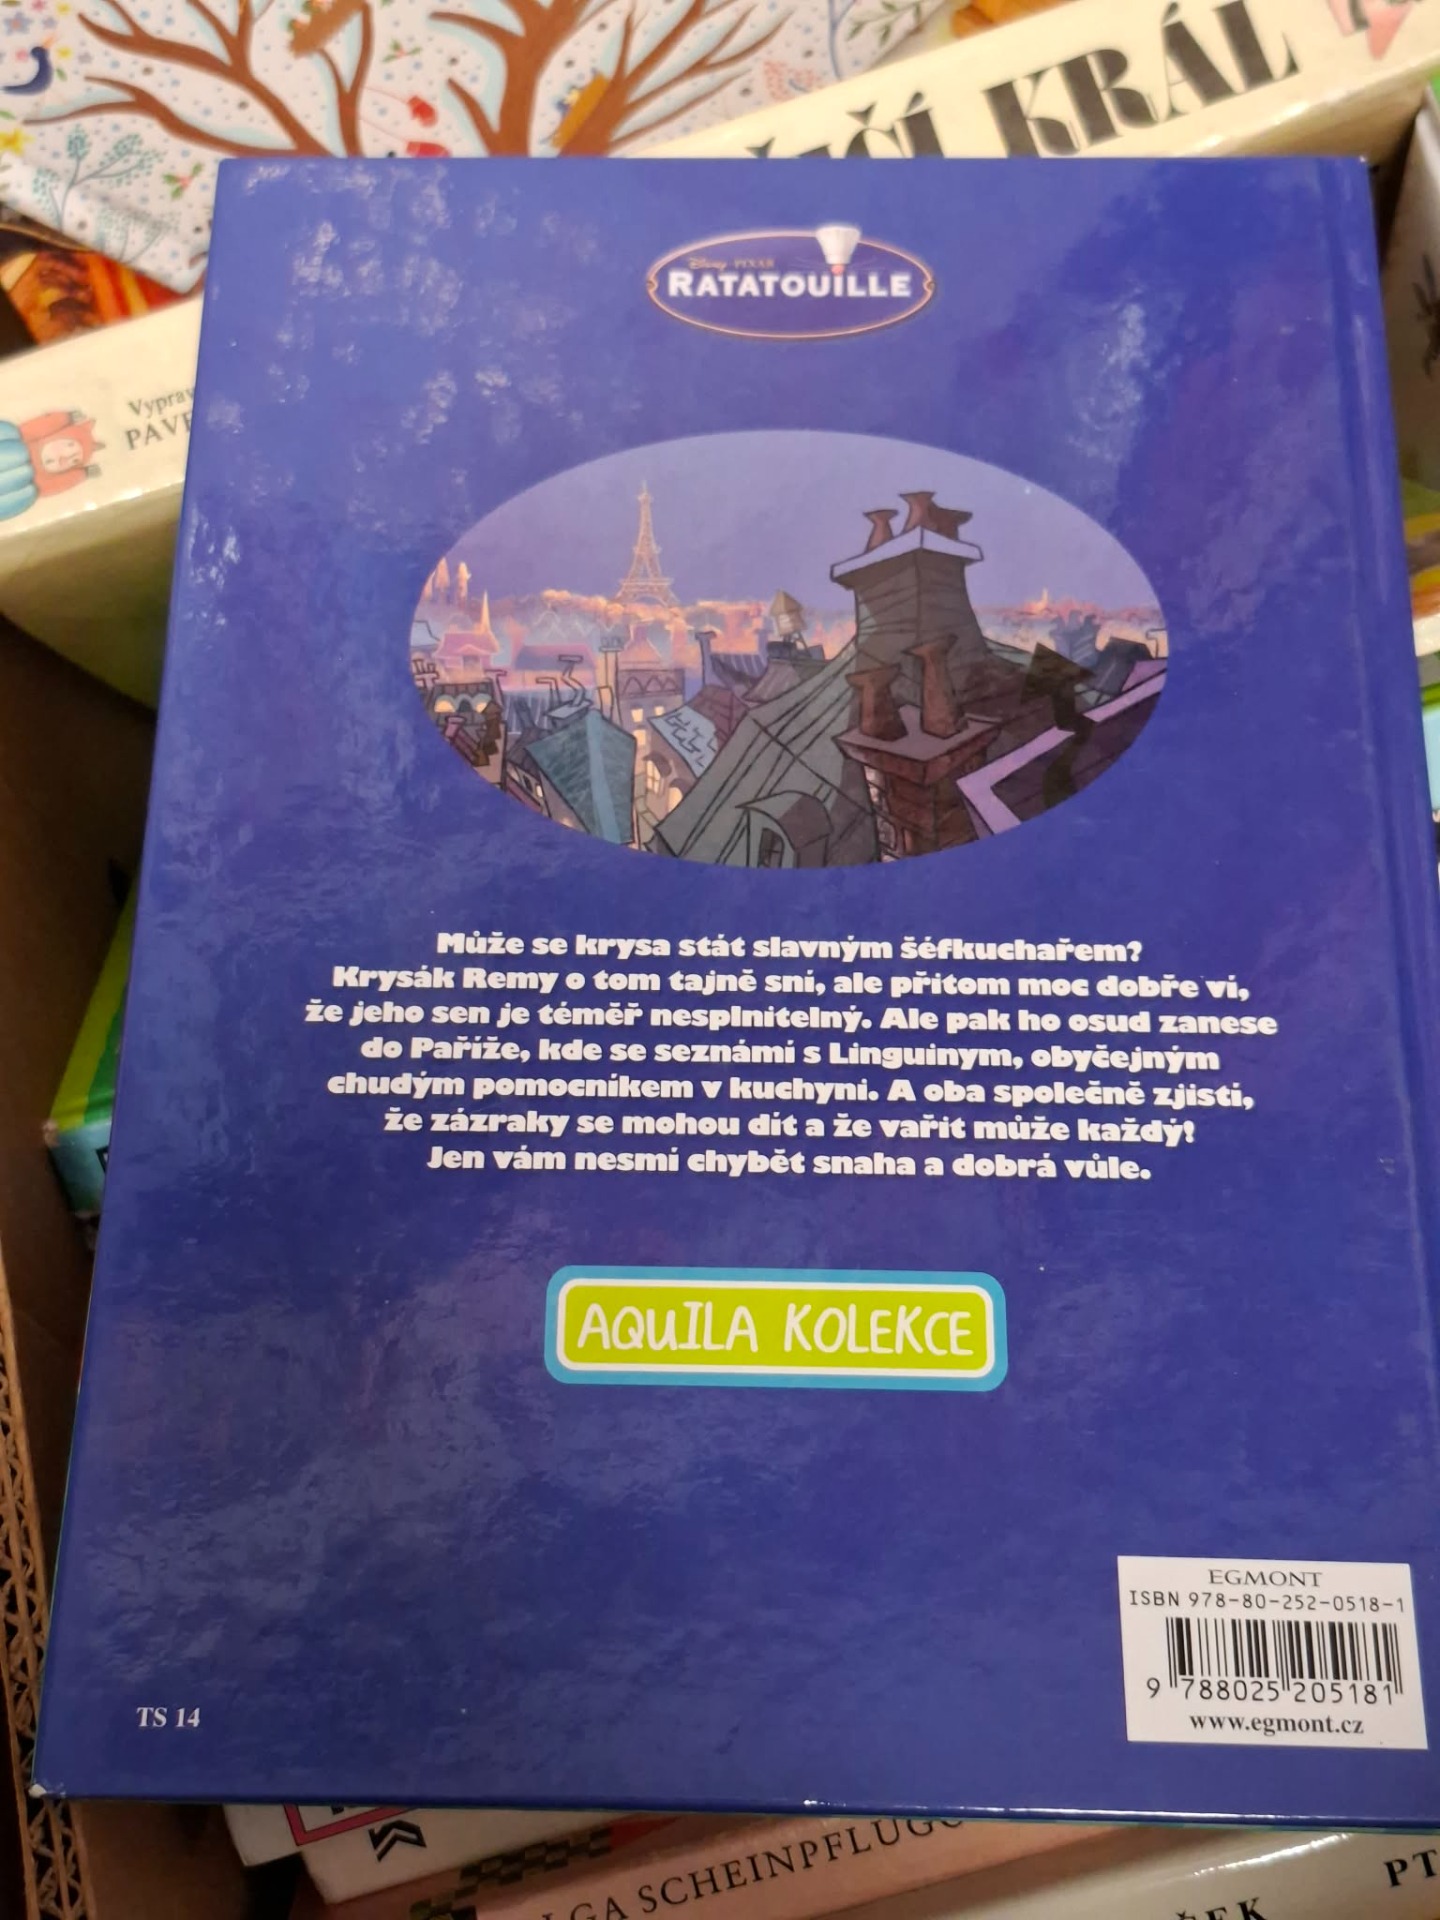 KRÁL
Vyprav
PAVE
Disney PIXAR
RATATOUILLE
Může se krysa stát slavným šéfkuchařem?
Krysák Remy o tom tajně sní, ale přitom moc dobře ví,
že jeho sen je téměř nesplnitelný. Ale pak ho osud zanese
do Paříže, kde se seznámí s Linguinym, obyčejným
chudým pomocníkem v kuchyni. A oba společně zjistí,
že zázraky se mohou dít a že vařit může každý!
Jen vám nesmí chybět snaha a dobrá vůle.
AQUILA KOLEKCE
EGMONT
ISBN 978-80-252-0518-1
9 788025 205181
www.egmont.cz
TS 14
LGA SCHEINPFLUGO
PT
ŠEK